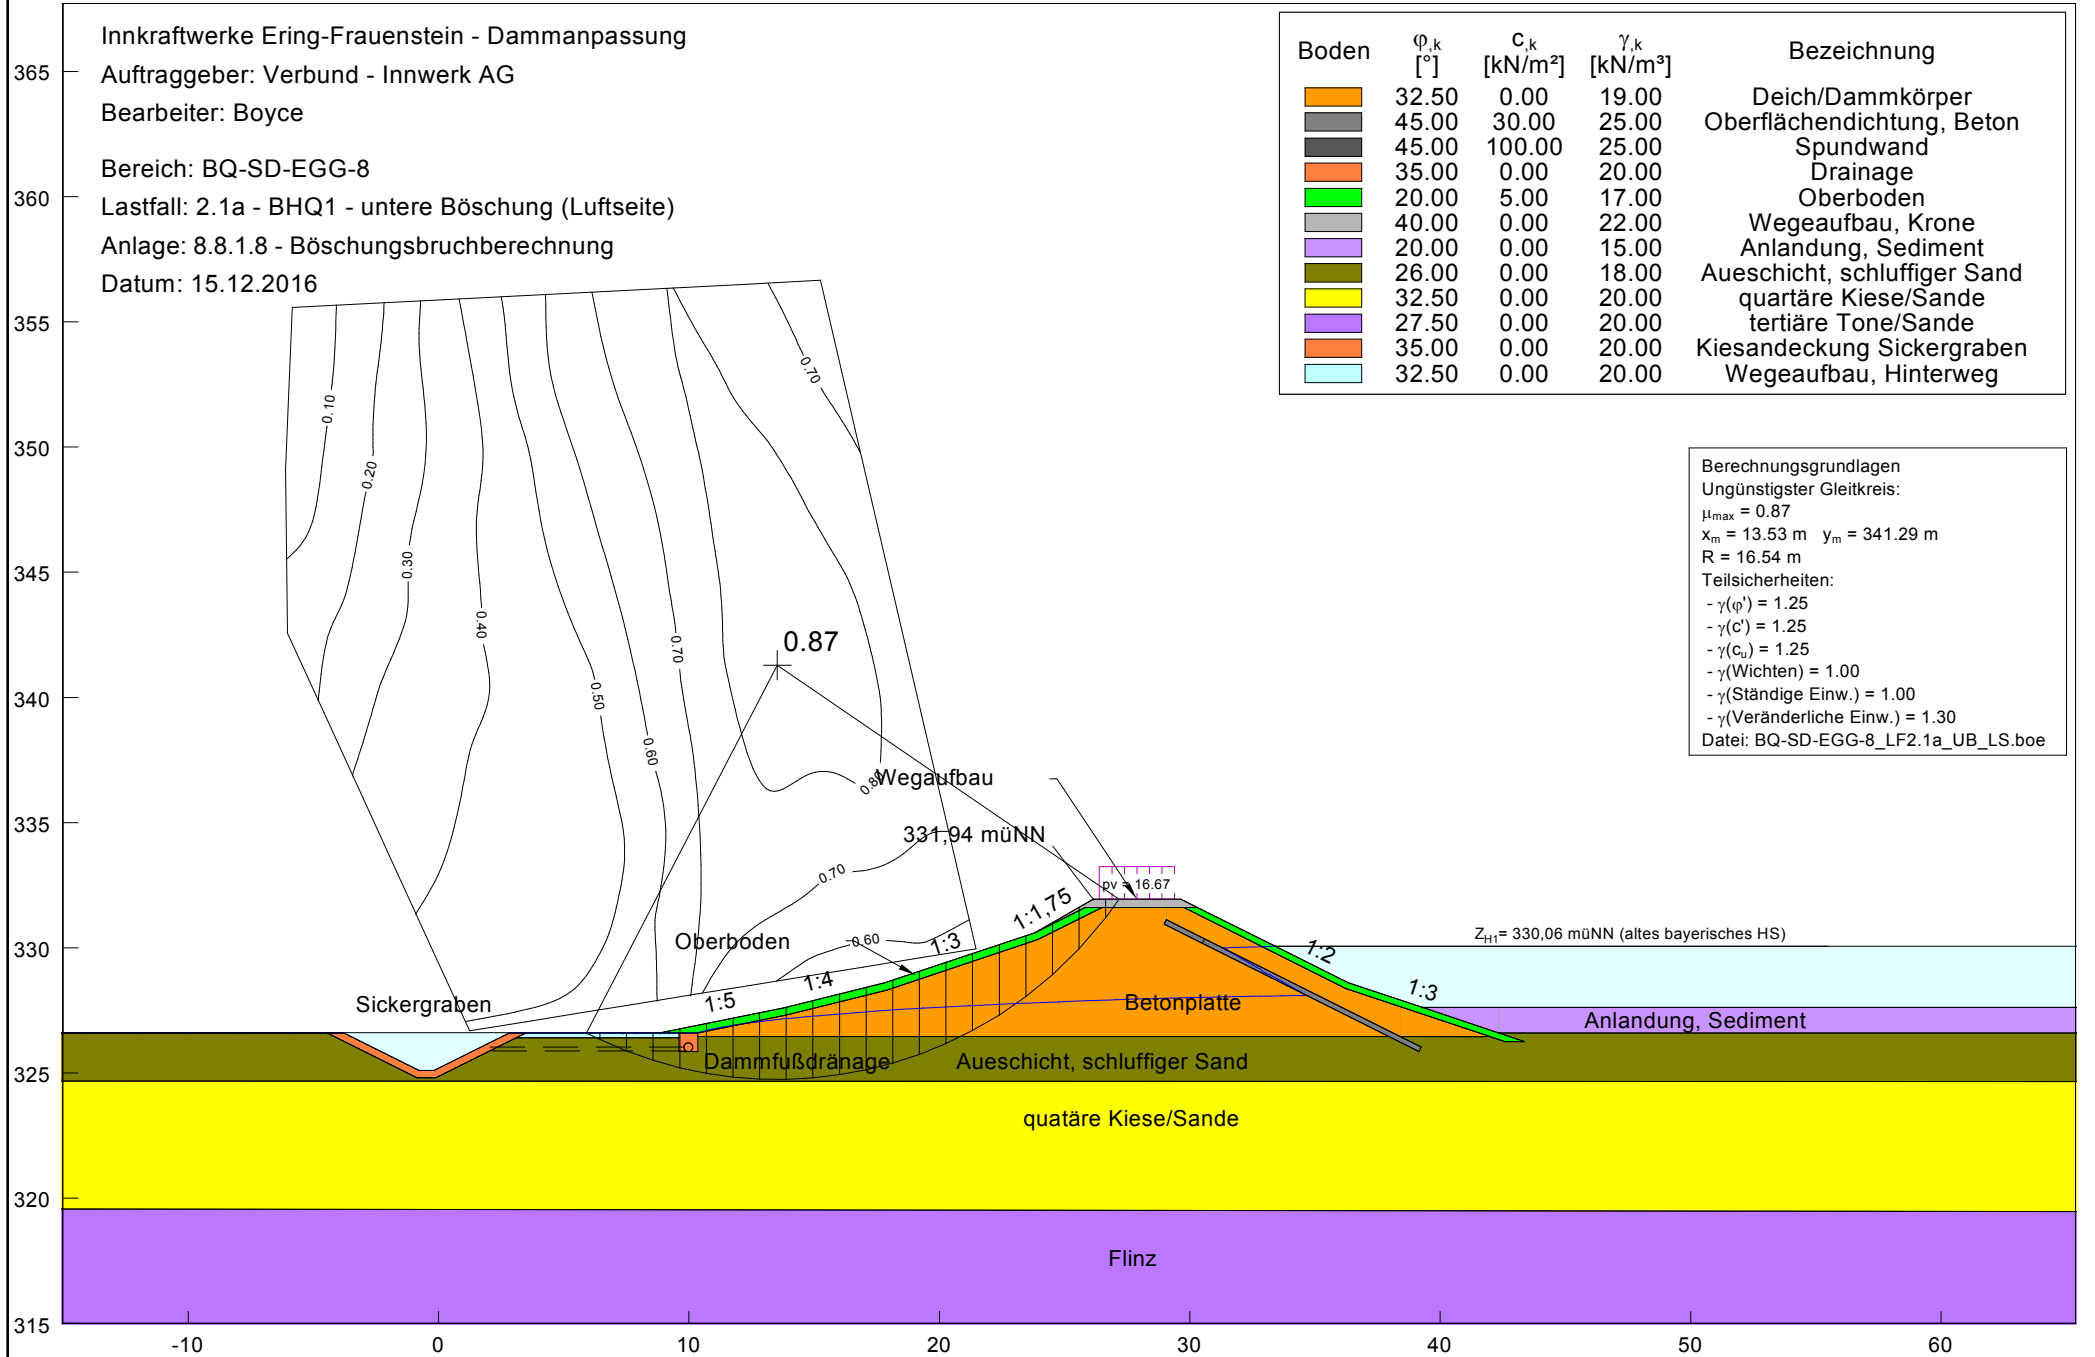 Innkraftwerke Ering-Frauenstein - Dammanpassung
Auftraggeber: Verbund - Innwerk AG
Bearbeiter: Boyce
Bereich: BQ-SD-EGG-8
Lastfall: 2.1a - BHQ1 - untere Böschung (Luftseite)
Anlage: 8.8.1.8 - Böschungsbruchberechnung
Datum: 15.12.2016
Boden φ,k [°] c,k [kN/m²] γ,k [kN/m³] Bezeichnung
32.50 0.00 19.00 Deich/Dammkörper
45.00 30.00 25.00 Oberflächendichtung, Beton
45.00 100.00 25.00 Spundwand
35.00 0.00 20.00 Drainage
20.00 5.00 17.00 Oberboden
40.00 0.00 22.00 Wegeaufbau, Krone
20.00 0.00 15.00 Anlandung, Sediment
26.00 0.00 18.00 Aueschicht, schluffiger Sand
32.50 0.00 20.00 quartäre Kiese/Sande
27.50 0.00 20.00 tertiäre Tone/Sande
35.00 0.00 20.00 Kiesandeckung Sickergraben
32.50 0.00 20.00 Wegeaufbau, Hinterweg
Berechnungsgrundlagen
Ungünstigster Gleitkreis:
μmax = 0.87
xm = 13.53 m ym = 341.29 m
R = 16.54 m
Teilsicherheiten:
- γ(φ') = 1.25
- γ(c') = 1.25
- γ(cu) = 1.25
- γ(Wichten) = 1.00
- γ(Ständige Einw.) = 1.00
- γ(Veränderliche Einw.) = 1.30
Datei: BQ-SD-EGG-8_LF2.1a_UB_LS.boe
365
360
355
350
345
340
335
330
325
320
315
0.10
0.20
0.30
0.40
0.50
0.60
0.70
0.70
0.80
0.70
0.60
0.87
Wegaufbau
331,94 müNN
pv = 16.67
1:1,75
1:3
1:4
1:5
Oberboden
Sickergraben
ZH1= 330,06 müNN (altes bayerisches HS)
1:2
1:3
Betonplatte
Anlandung, Sediment
Dammfußdränage
Aueschicht, schluffiger Sand
quatäre Kiese/Sande
Flinz
-10 0 10 20 30 40 50 60